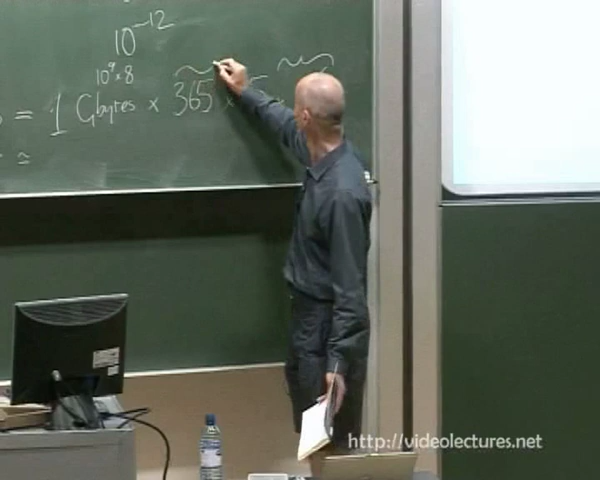 10^-12
10^9 × 8
= 1 Gbytes × 365 ×
≃
http://videolectures.net